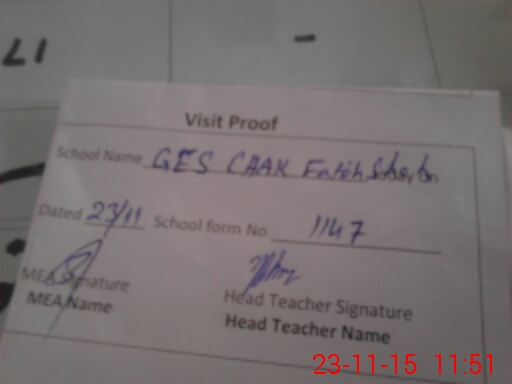 LI -
Visit Proof
School Name GES CAAK Fateh
Dated 23/11 School form No. 1147
MEA Signature Head Teacher Signature
MEA Name Head Teacher Name
23-11-15 11:51